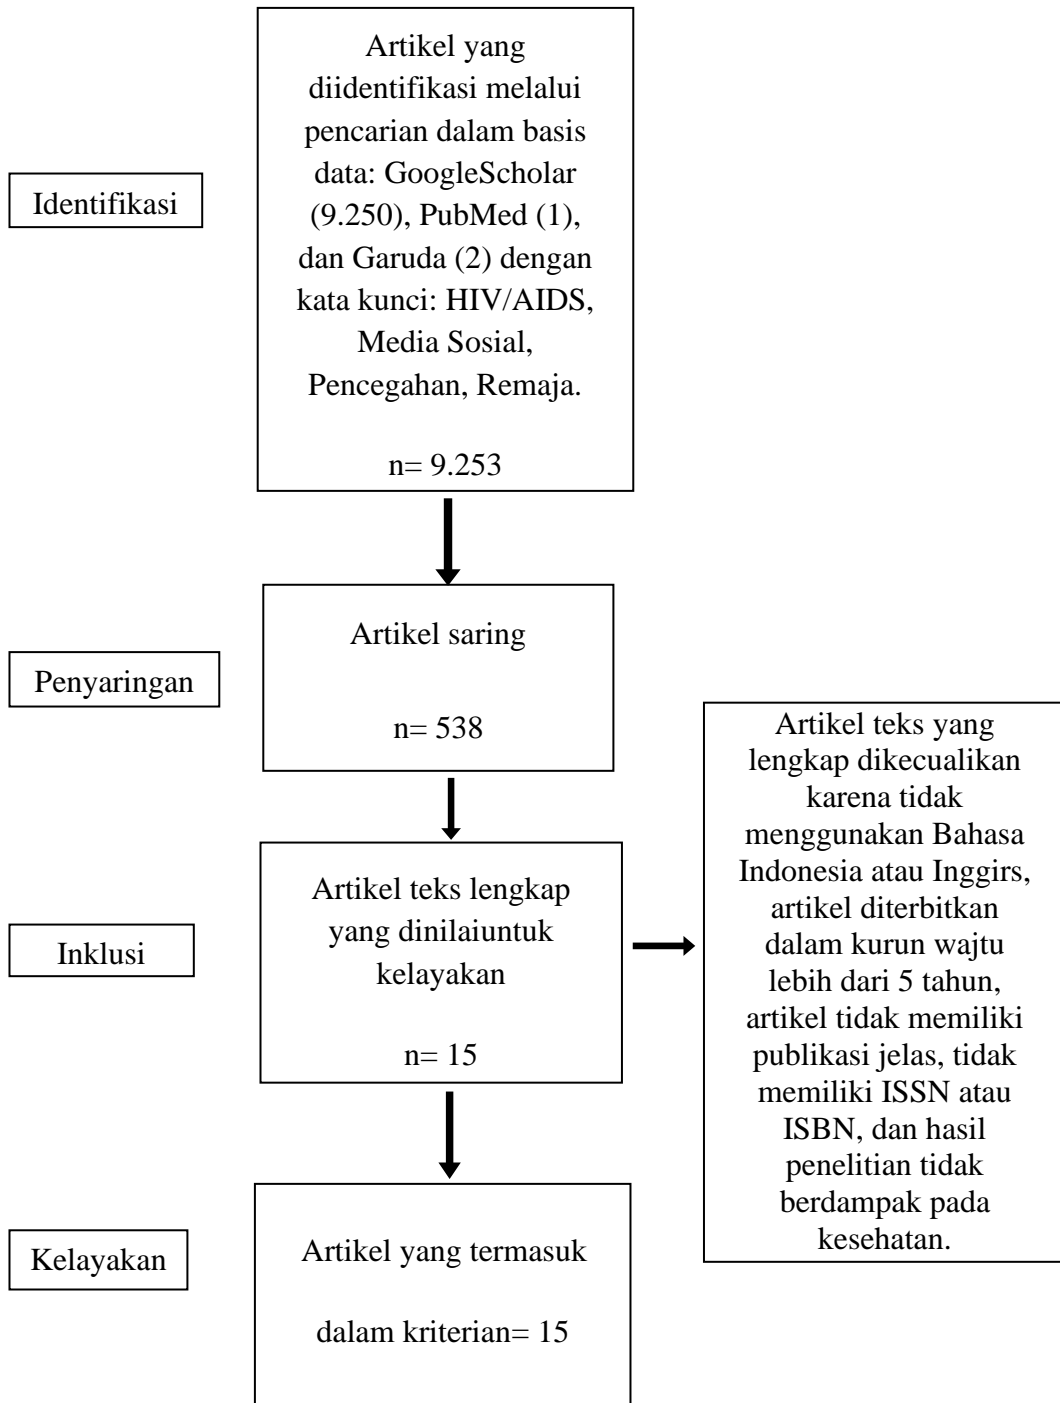 Artikel yang
diidentifikasi melalui
pencarian dalam basis
data: GoogleScholar
(9.250), PubMed (1),
dan Garuda (2) dengan
kata kunci: HIV/AIDS,
Media Sosial,
Pencegahan, Remaja.
n= 9.253
Identifikasi
Artikel saring
n= 538
Penyaringan
Artikel teks lengkap
yang dinilaiuntuk
kelayakan
n= 15
Inklusi
Artikel teks yang
lengkap dikecualikan
karena tidak
menggunakan Bahasa
Indonesia atau Inggirs,
artikel diterbitkan
dalam kurun wajtu
lebih dari 5 tahun,
artikel tidak memiliki
publikasi jelas, tidak
memiliki ISSN atau
ISBN, dan hasil
penelitian tidak
berdampak pada
kesehatan.
Kelayakan
Artikel yang termasuk
dalam kriterian= 15